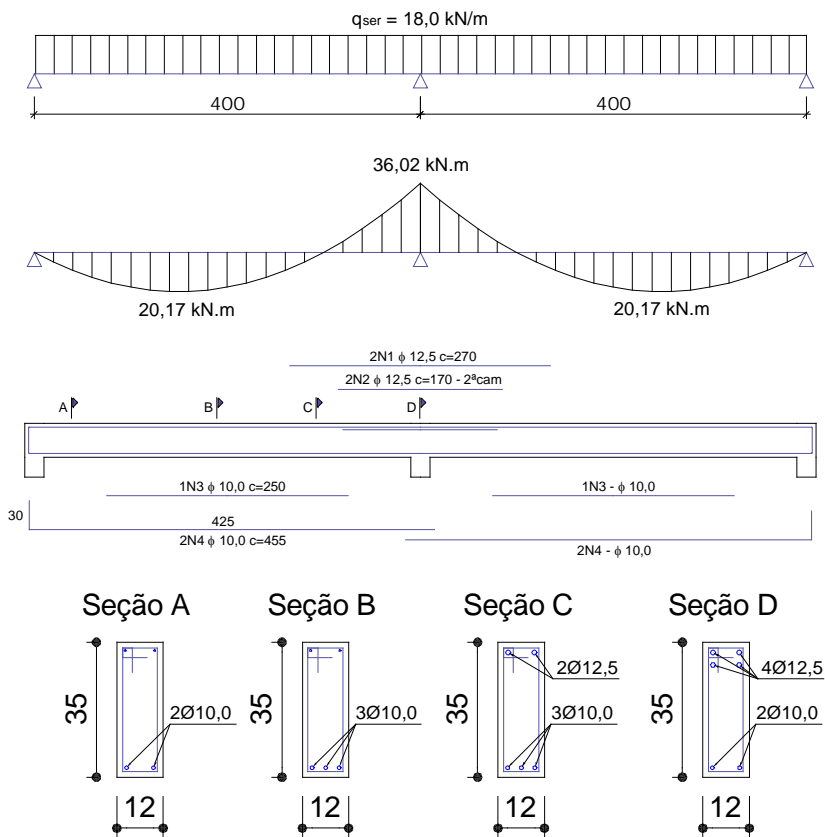 qser = 18,0 kN/m
400 400
36,02 kN.m
20,17 kN.m 20,17 kN.m
2N1 ϕ 12,5 c=270
2N2 ϕ 12,5 c=170 - 2ªcam
A B C D
1N3 ϕ 10,0 c=250 1N3 - ϕ 10,0
30
425
2N4 ϕ 10,0 c=455 2N4 - ϕ 10,0
Seção A Seção B Seção C Seção D
2Ø12,5 4Ø12,5
35 35 35 35
2Ø10,0 3Ø10,0 3Ø10,0 2Ø10,0
12 12 12 12